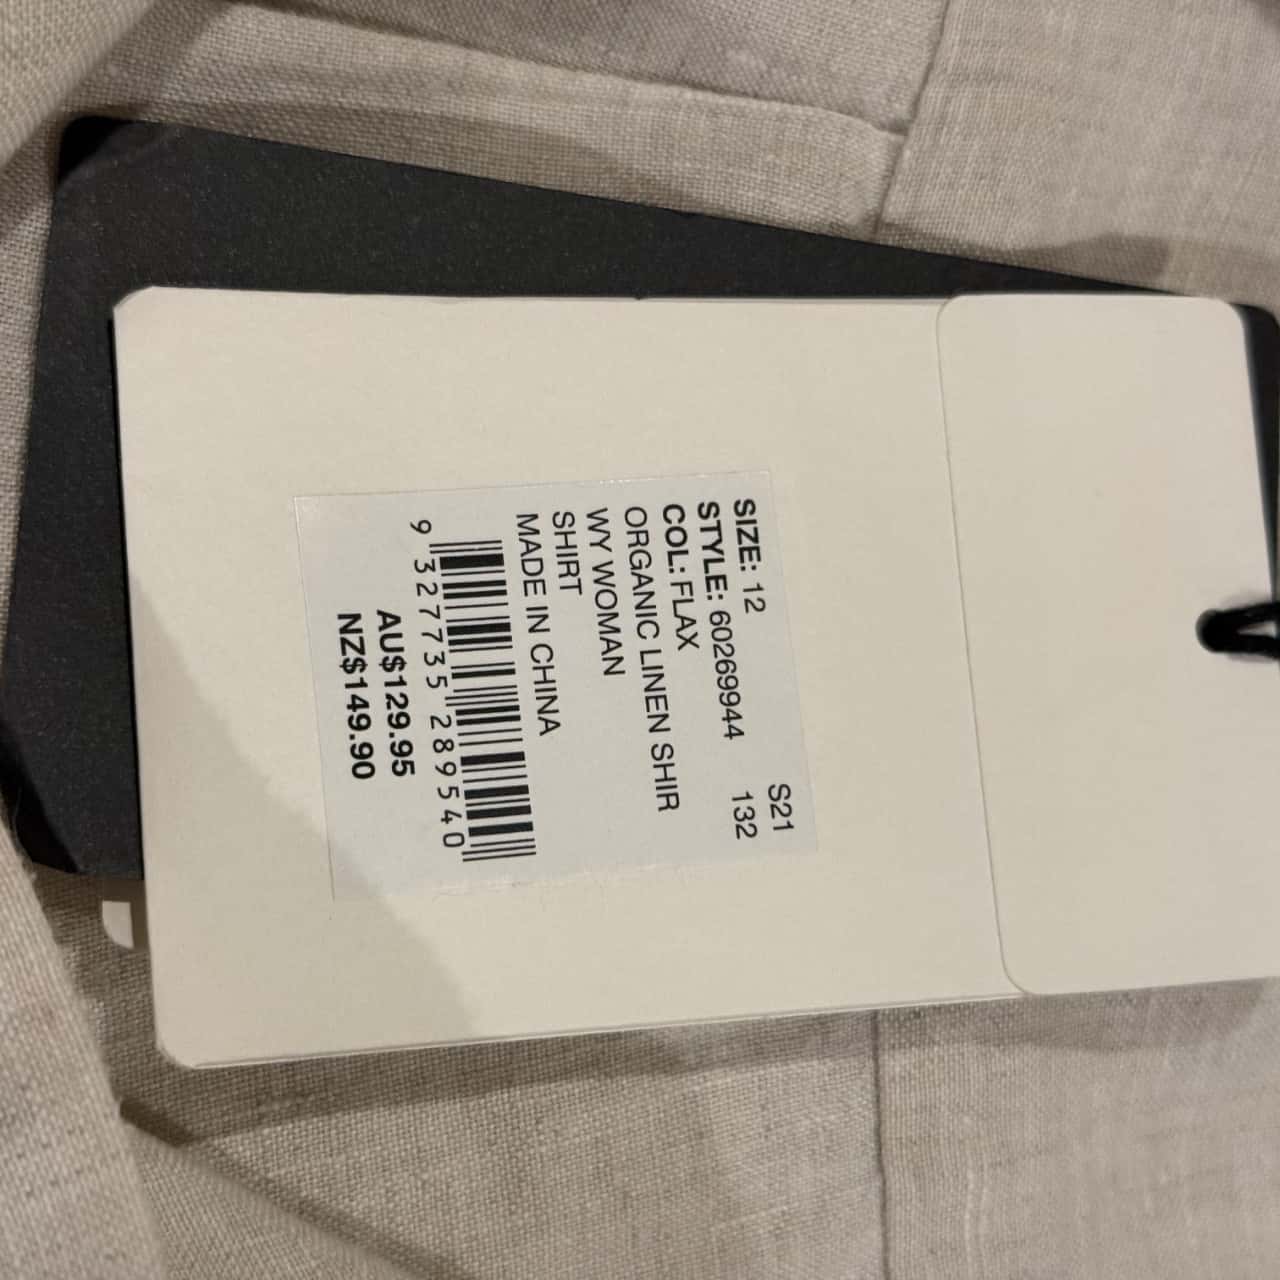 S21
SIZE: 12 132
STYLE: 60269944
COL: FLAX
ORGANIC LINEN SHIR
WY WOMAN
SHIRT
MADE IN CHINA
9 327735 289540
AU$129.95
NZ$149.90